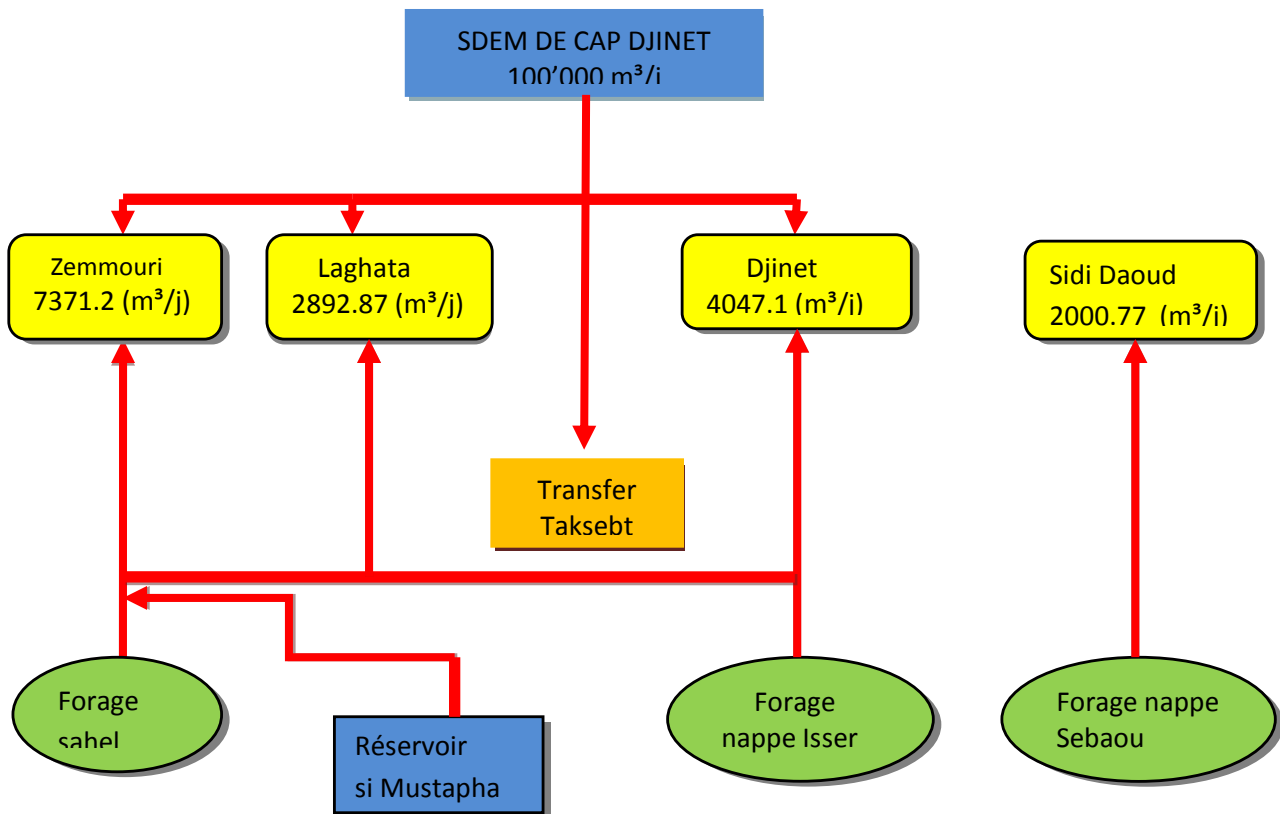 SDEM DE CAP DJINET
100’000 m³/j
Zemmouri
7371.2 (m³/j)
Laghata
2892.87 (m³/j)
Djinet
4047.1 (m³/j)
Sidi Daoud
2000.77 (m³/j)
Transfer
Taksebt
Forage
sahel
Réservoir
si Mustapha
Forage
nappe Isser
Forage nappe
Sebaou